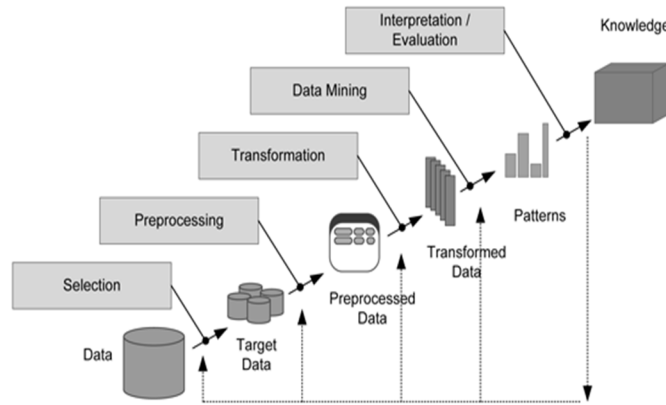 Interpretation /
Evaluation
Knowledge
Data Mining
Transformation
Patterns
Preprocessing
Transformed
Data
Selection
Preprocessed
Data
Target
Data
Data